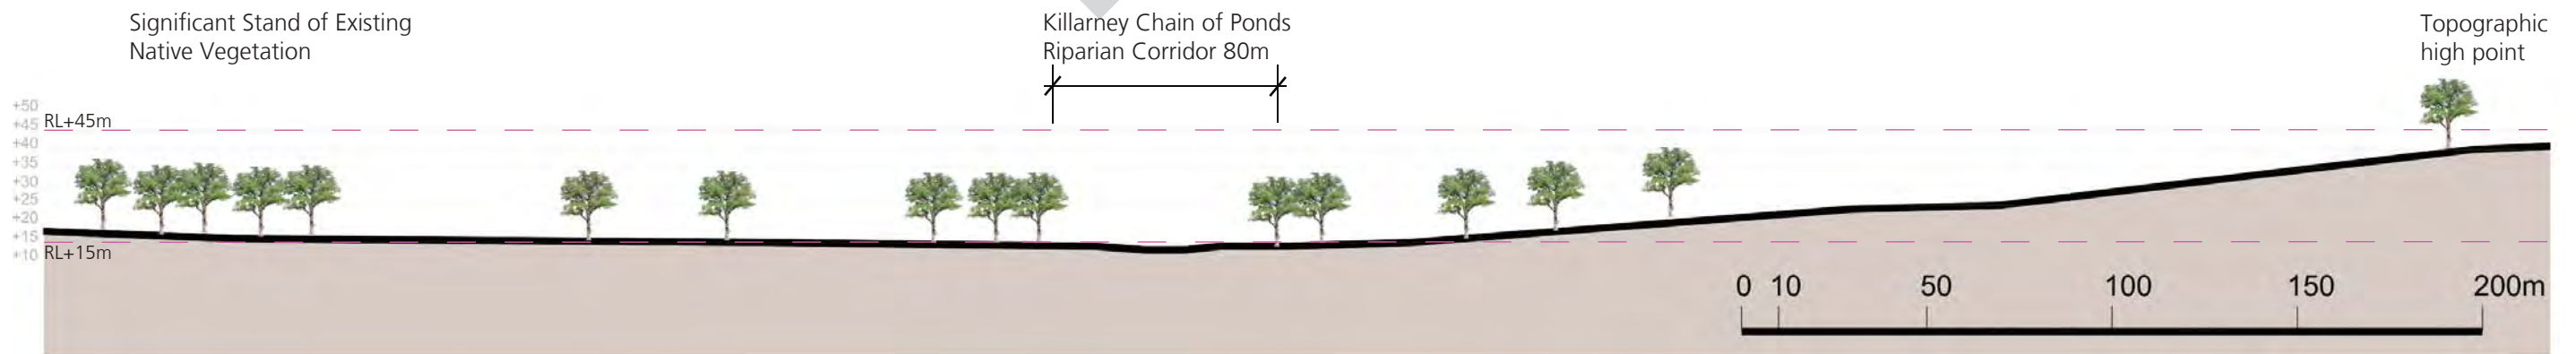 Significant Stand of Existing
Native Vegetation
Killarney Chain of Ponds
Riparian Corridor 80m
Topographic
high point
+50
+45
RL+45m
+40
+35
+30
+25
+20
+15
+10
RL+15m
0 10 50 100 150 200m